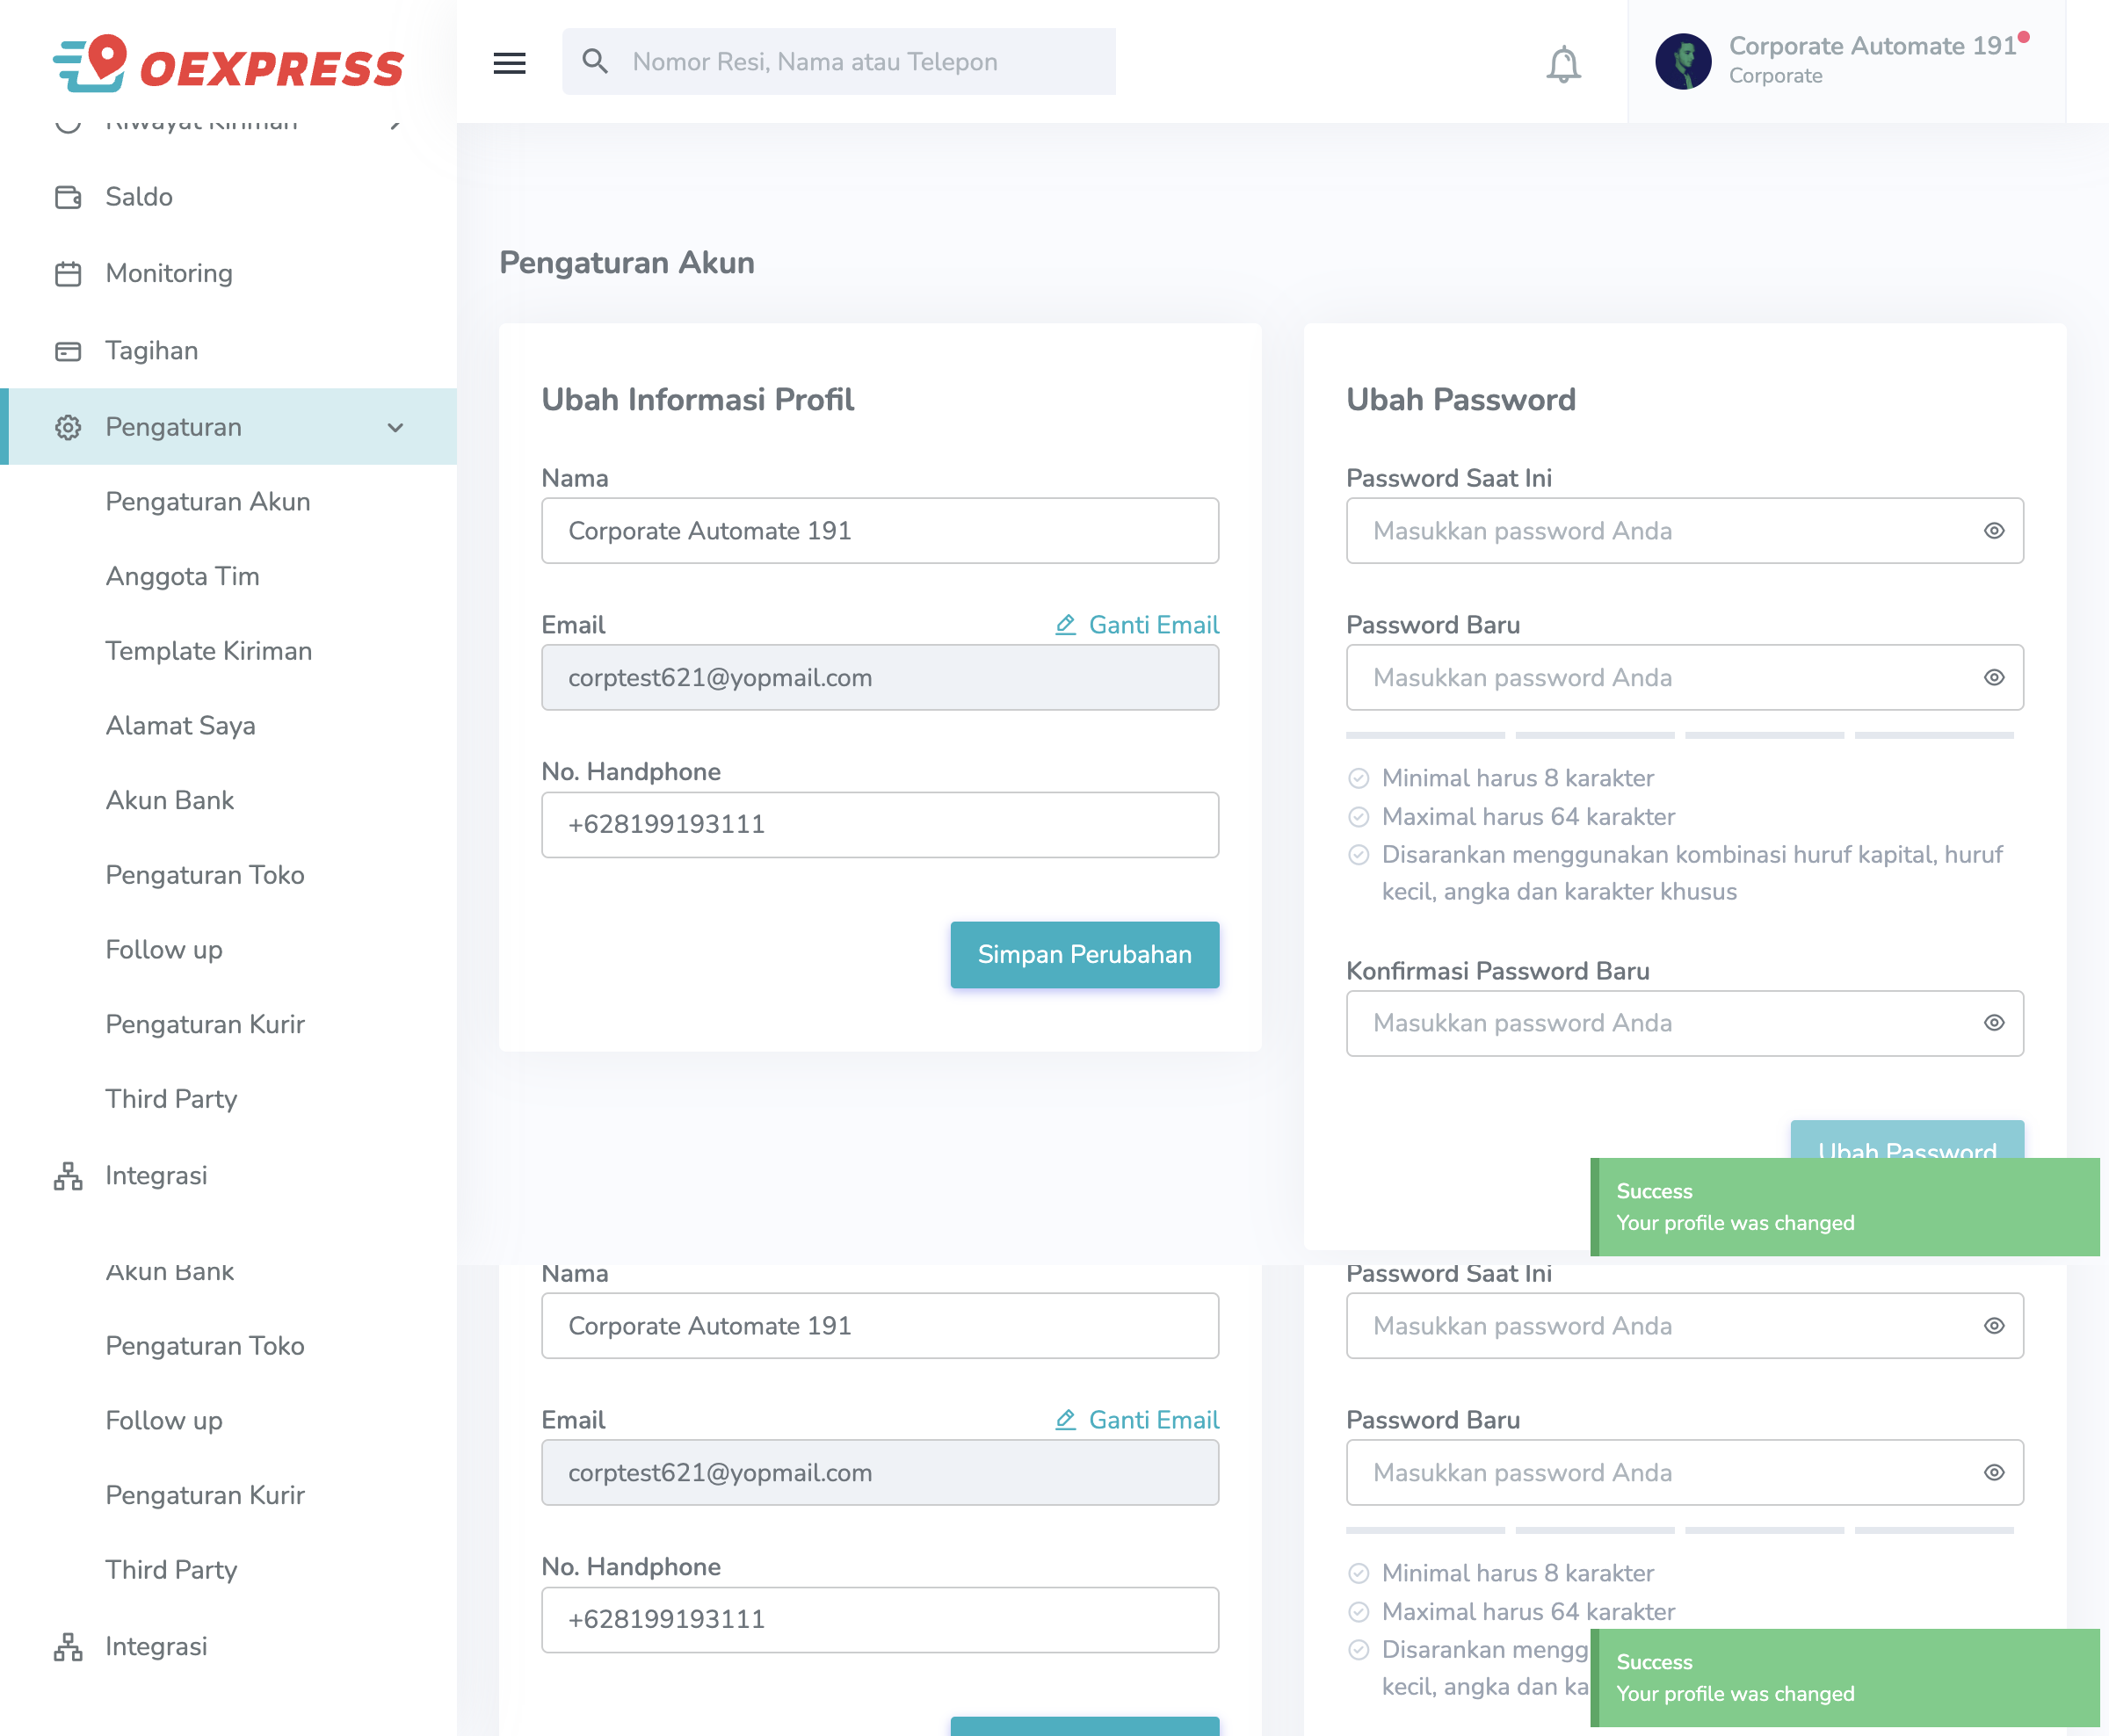 OEXPRESS
Nomor Resi, Nama atau Telepon
Corporate Automate 191
Corporate
Riwayat Kiriman
Saldo
Monitoring
Tagihan
Pengaturan
Pengaturan Akun
Anggota Tim
Template Kiriman
Alamat Saya
Akun Bank
Pengaturan Toko
Follow up
Pengaturan Kurir
Third Party
Integrasi
Akun Bank
Pengaturan Toko
Follow up
Pengaturan Kurir
Third Party
Integrasi
Pengaturan Akun
Ubah Informasi Profil
Nama
Corporate Automate 191
Email
Ganti Email
corptest621@yopmail.com
No. Handphone
+628199193111
Simpan Perubahan
Ubah Password
Password Saat Ini
Masukkan password Anda
Password Baru
Masukkan password Anda
Minimal harus 8 karakter
Maximal harus 64 karakter
Disarankan menggunakan kombinasi huruf kapital, huruf
kecil, angka dan karakter khusus
Konfirmasi Password Baru
Masukkan password Anda
Ubah Password
Success
Your profile was changed
Nama
Corporate Automate 191
Email
Ganti Email
corptest621@yopmail.com
No. Handphone
+628199193111
Password Saat Ini
Masukkan password Anda
Password Baru
Masukkan password Anda
Minimal harus 8 karakter
Maximal harus 64 karakter
Disarankan mengg
kecil, angka dan ka
Success
Your profile was changed